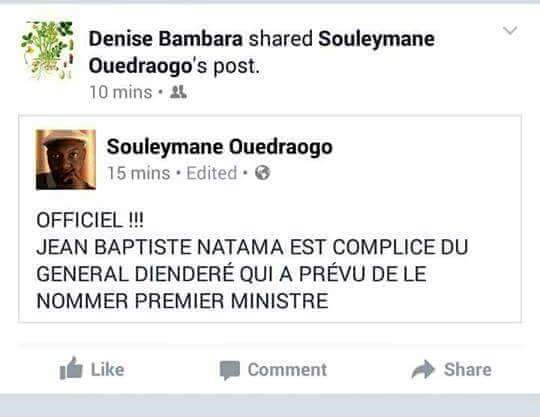 Denise Bambara shared Souleymane
Ouedraogo's post.
10 mins •
Souleymane Ouedraogo
15 mins • Edited •
OFFICIEL !!!
JEAN BAPTISTE NATAMA EST COMPLICE DU
GENERAL DIENDERÉ QUI A PRÉVU DE LE
NOMMER PREMIER MINISTRE
Like Comment Share